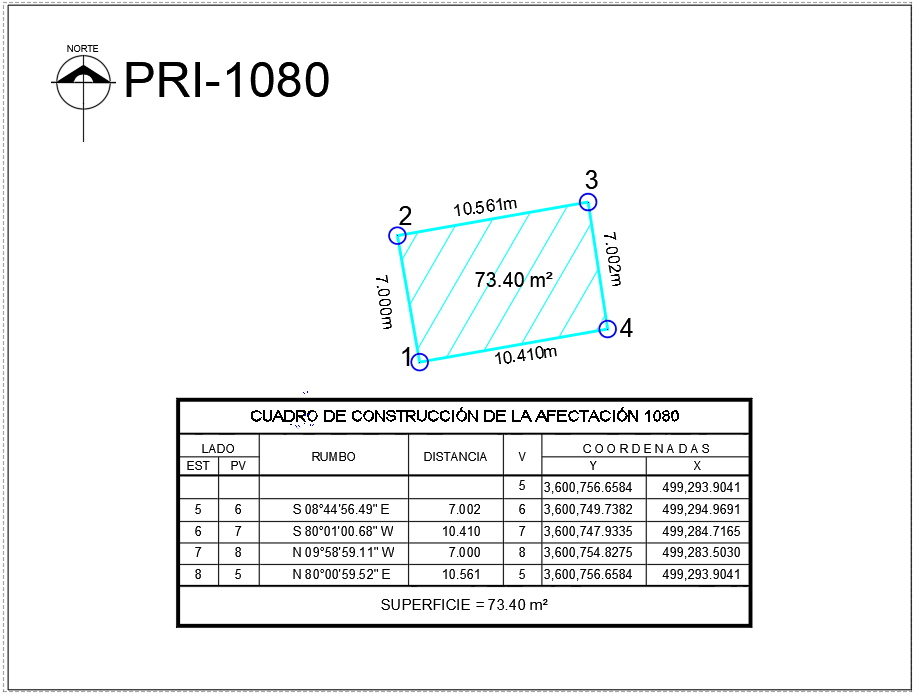 NORTE
PRI-1080
3
2
10.561m
7.002m
73.40 m²
7.000m
4
1
10.410m
CUADRO DE CONSTRUCCIÓN DE LA AFECTACIÓN 1080
LADO RUMBO DISTANCIA V COORDENADAS
EST PV Y X
5 3,600,756.6584 499,293.9041
5 6 S 08°44'56.49" E 7.002 6 3,600,749.7382 499,294.9691
6 7 S 80°01'00.68" W 10.410 7 3,600,747.9335 499,284.7165
7 8 N 09°58'59.11" W 7.000 8 3,600,754.8275 499,283.5030
8 5 N 80°00'59.52" E 10.561 5 3,600,756.6584 499,293.9041
SUPERFICIE = 73.40 m²